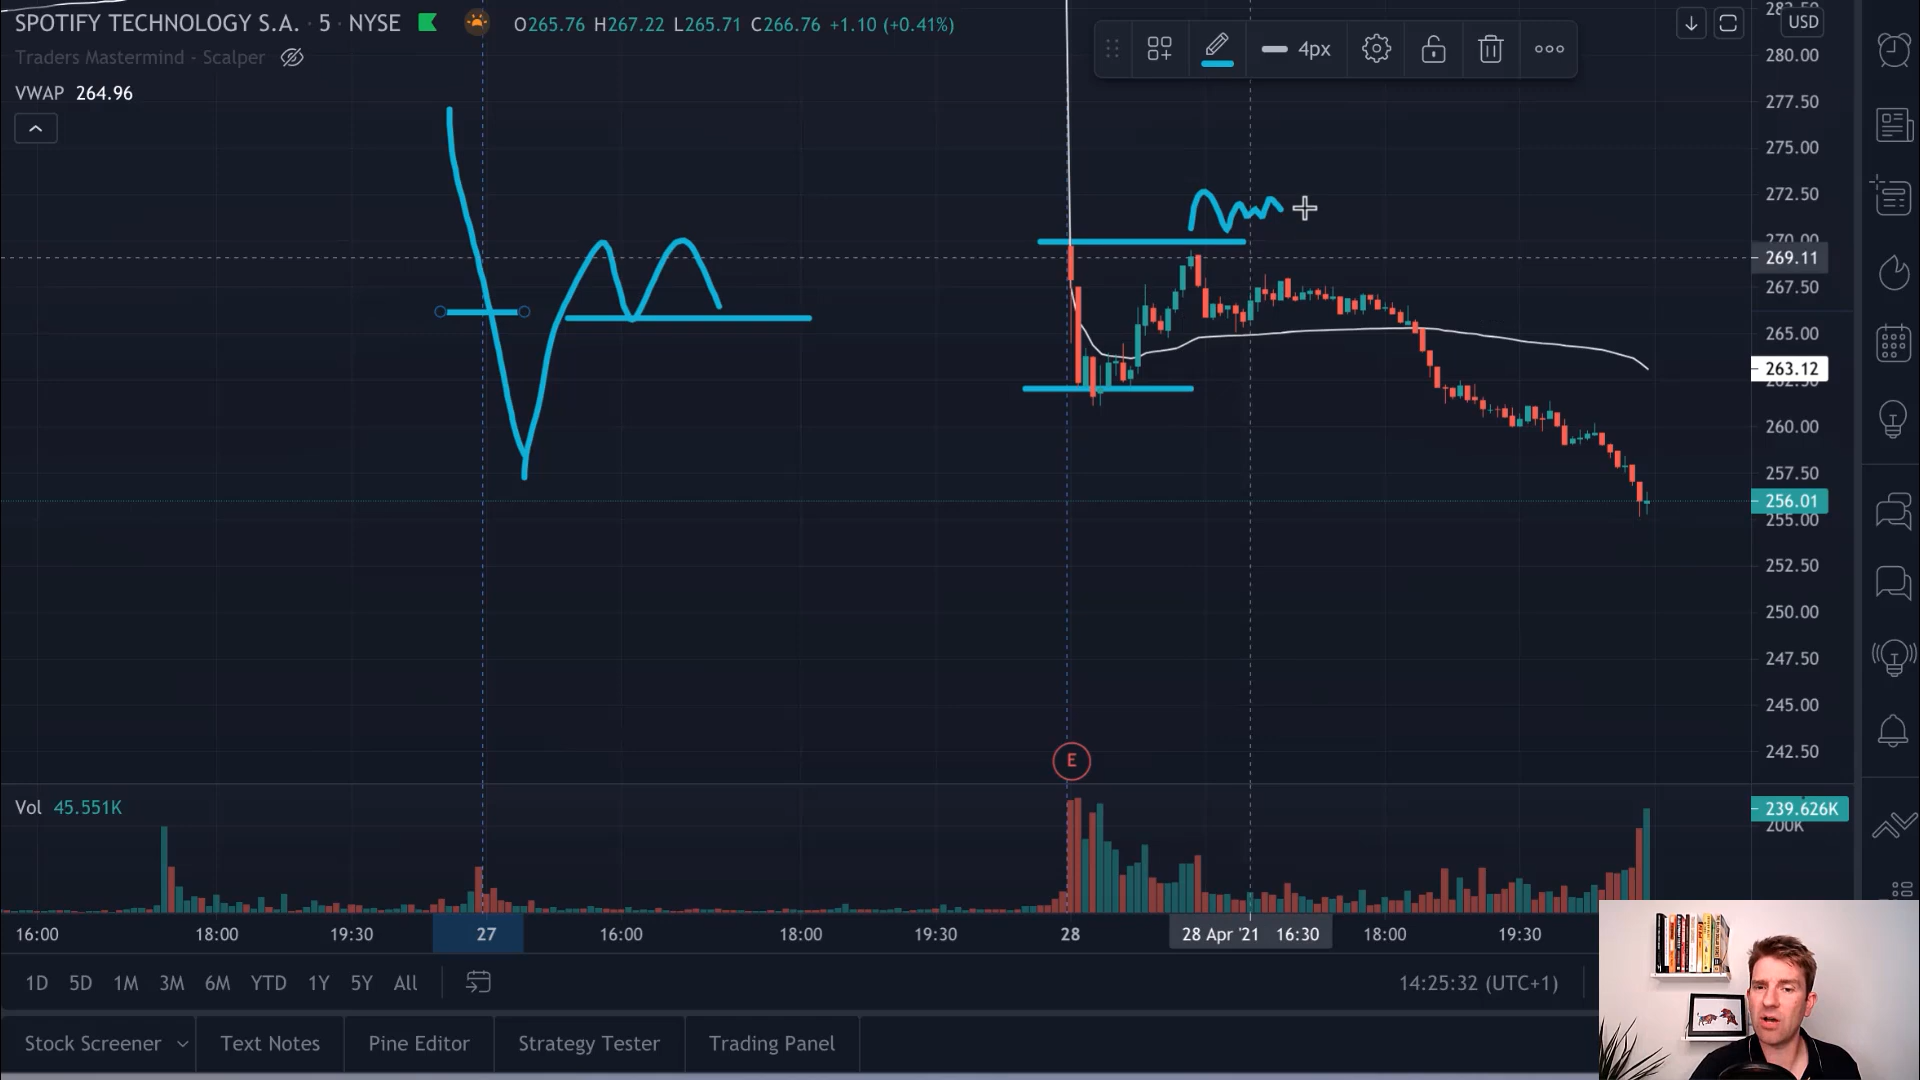 SPOTIFY TECHNOLOGY S.A. · 5 · NYSE O265.76 H267.22 L265.71 C266.76 +1.10 (+0.41%)
Traders Mastermind - Scalper
VWAP 264.96
4px
USD
280.00
277.50
275.00
272.50
270.00
269.11
267.50
265.00
263.12
262.50
260.00
257.50
256.01
255.00
252.50
250.00
247.50
245.00
242.50
E
Vol 45.551K
239.626K
200K
16:00 18:00 19:30 27 16:00 18:00 19:30 28 28 Apr '21 16:30 18:00 19:30
1D 5D 1M 3M 6M YTD 1Y 5Y All 14:25:32 (UTC+1)
Stock Screener Text Notes Pine Editor Strategy Tester Trading Panel